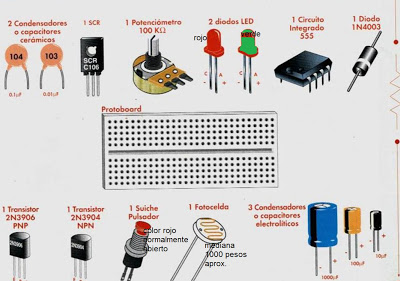 2 Condensadores
o capacitores
cerámicos
104
103
0.1µF
0.01µF
1 SCR
SCR
C106
1 Potenciómetro
100 KΩ
2 diodos LED
rojo
verde
C
A
C
A
-
+
-
+
1 Circuito
Integrado
555
1 Diodo
1N4003
-
+
Protoboard
1 Transistor
2N3906
PNP
2N3906
1 Transistor
2N3904
NPN
2N3904
1 Suiche
Pulsador
color rojo
normalmente
abierto
1 Fotocelda
mediana
1000 pesos
aprox.
3 Condensadores
o capacitores
electrolíticos
-
+
1000µF
-
+
100µF
-
+
10µF